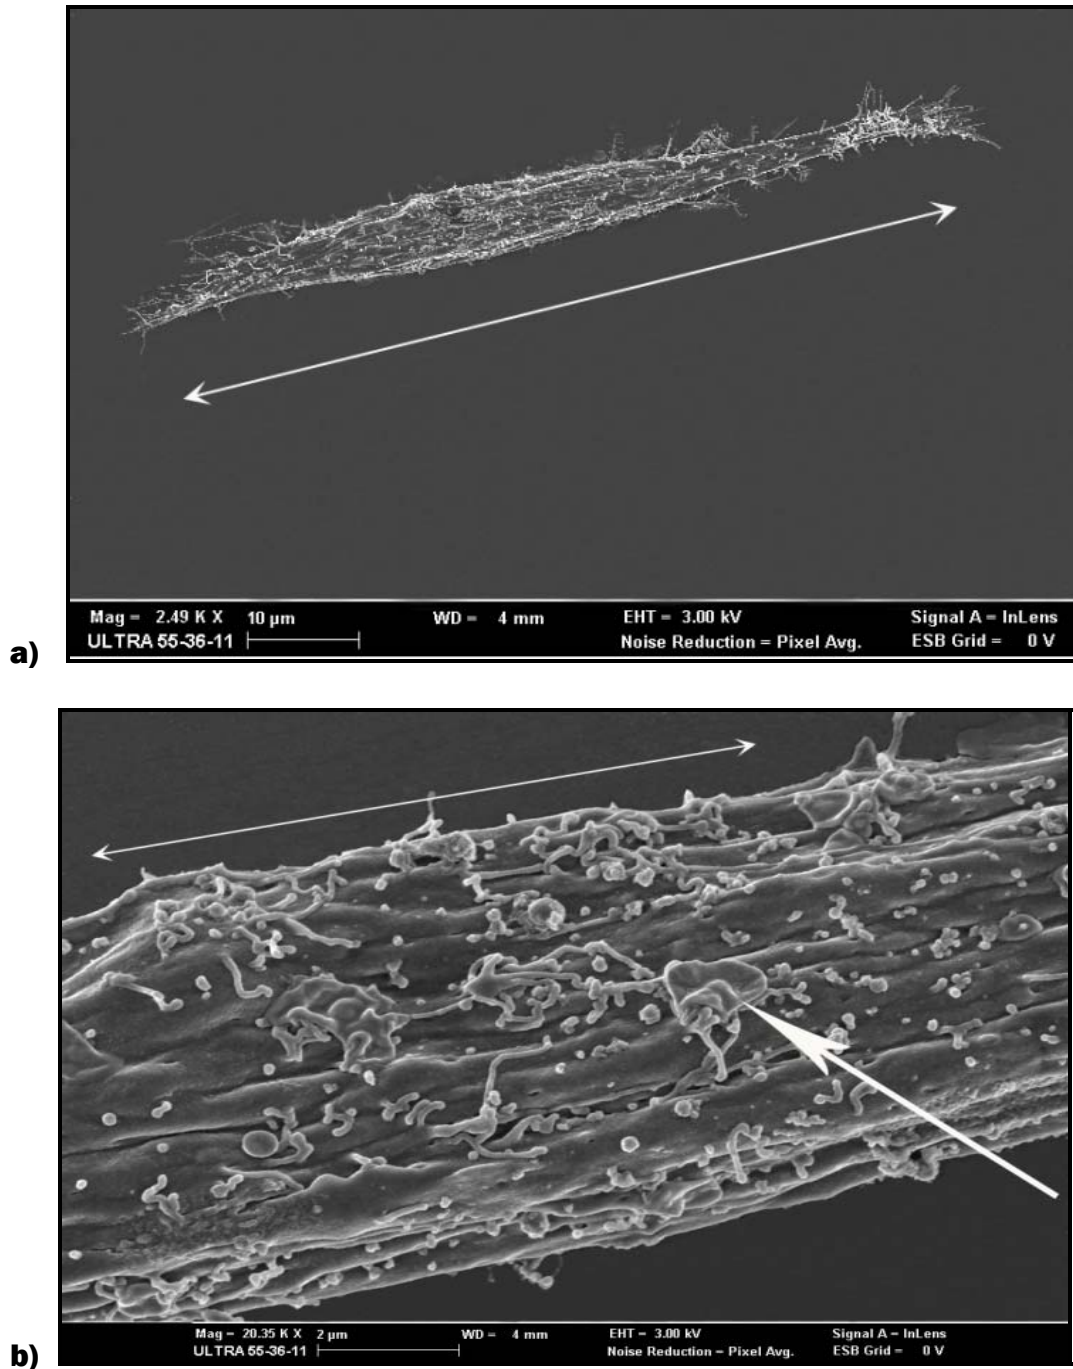 Mag = 2.49 K X 10 µm WD = 4 mm EHT = 3.00 kV Signal A = InLens
ULTRA 55-36-11 Noise Reduction = Pixel Avg. ESB Grid = 0 V
a)
Mag = 20.35 K X 2 µm WD = 4 mm EHT = 3.00 kV Signal A = InLens
ULTRA 55-36-11 Noise Reduction = Pixel Avg. ESB Grid = 0 V
b)